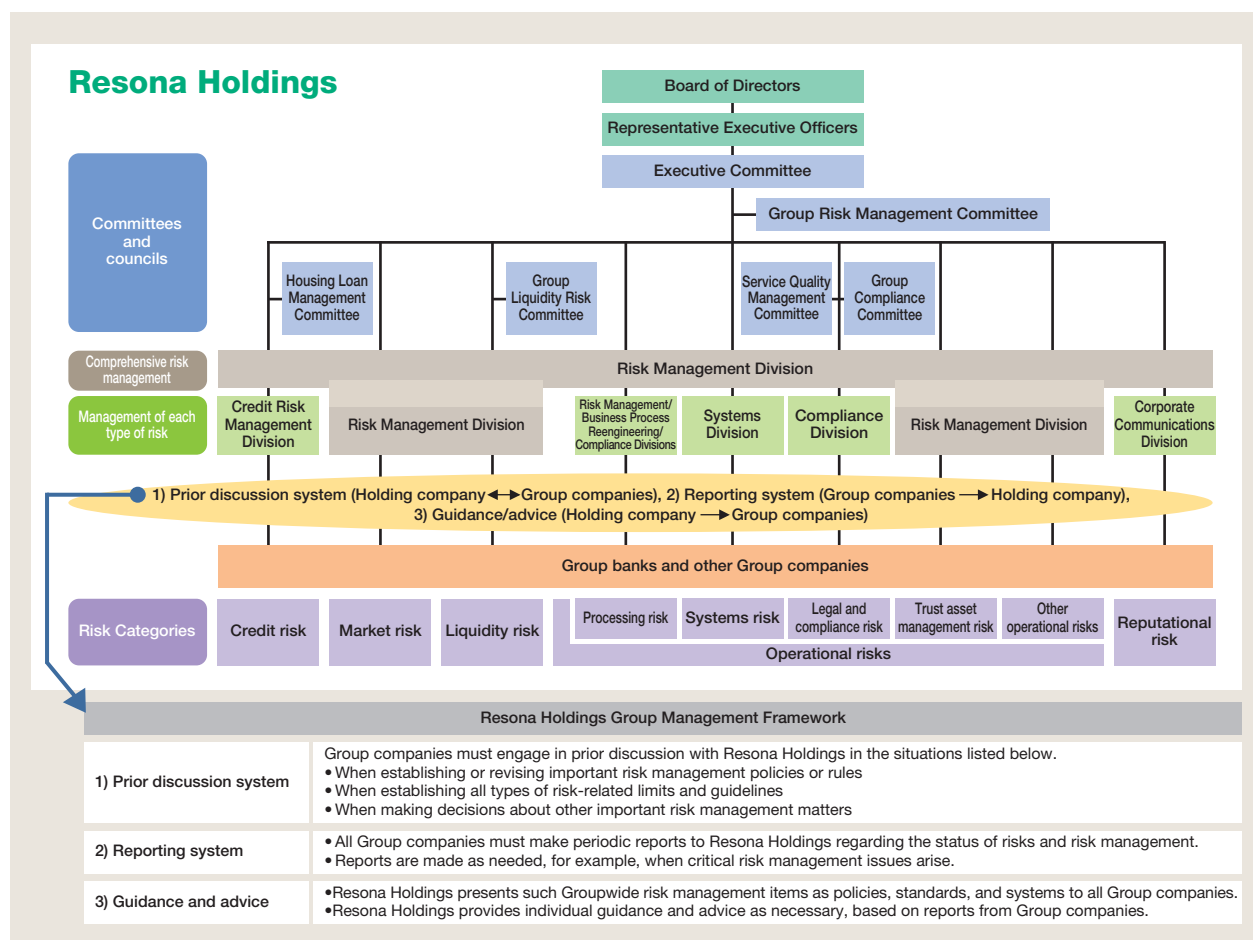 Resona Holdings
Board of Directors
Representative Executive Officers
Executive Committee
Group Risk Management Committee
Committees
and
councils
Housing Loan
Management
Committee
Group
Liquidity Risk
Committee
Service Quality
Management
Committee
Group
Compliance
Committee
Comprehensive risk
management
Risk Management Division
Management of each
type of risk
Credit Risk
Management
Division
Risk Management Division
Risk Management/
Business Process
Reengineering/
Compliance Divisions
Systems
Division
Compliance
Division
Risk Management Division
Corporate
Communications
Division
1) Prior discussion system (Holding company ↔ Group companies), 2) Reporting system (Group companies → Holding company),
3) Guidance/advice (Holding company → Group companies)
Group banks and other Group companies
Risk Categories
Credit risk
Market risk
Liquidity risk
Processing risk
Systems risk
Legal and
compliance risk
Trust asset
management risk
Other
operational risks
Operational risks
Reputational
risk
Resona Holdings Group Management Framework
1) Prior discussion system
Group companies must engage in prior discussion with Resona Holdings in the situations listed below.
• When establishing or revising important risk management policies or rules
• When establishing all types of risk-related limits and guidelines
• When making decisions about other important risk management matters
2) Reporting system
• All Group companies must make periodic reports to Resona Holdings regarding the status of risks and risk management.
• Reports are made as needed, for example, when critical risk management issues arise.
3) Guidance and advice
•Resona Holdings presents such Groupwide risk management items as policies, standards, and systems to all Group companies.
•Resona Holdings provides individual guidance and advice as necessary, based on reports from Group companies.